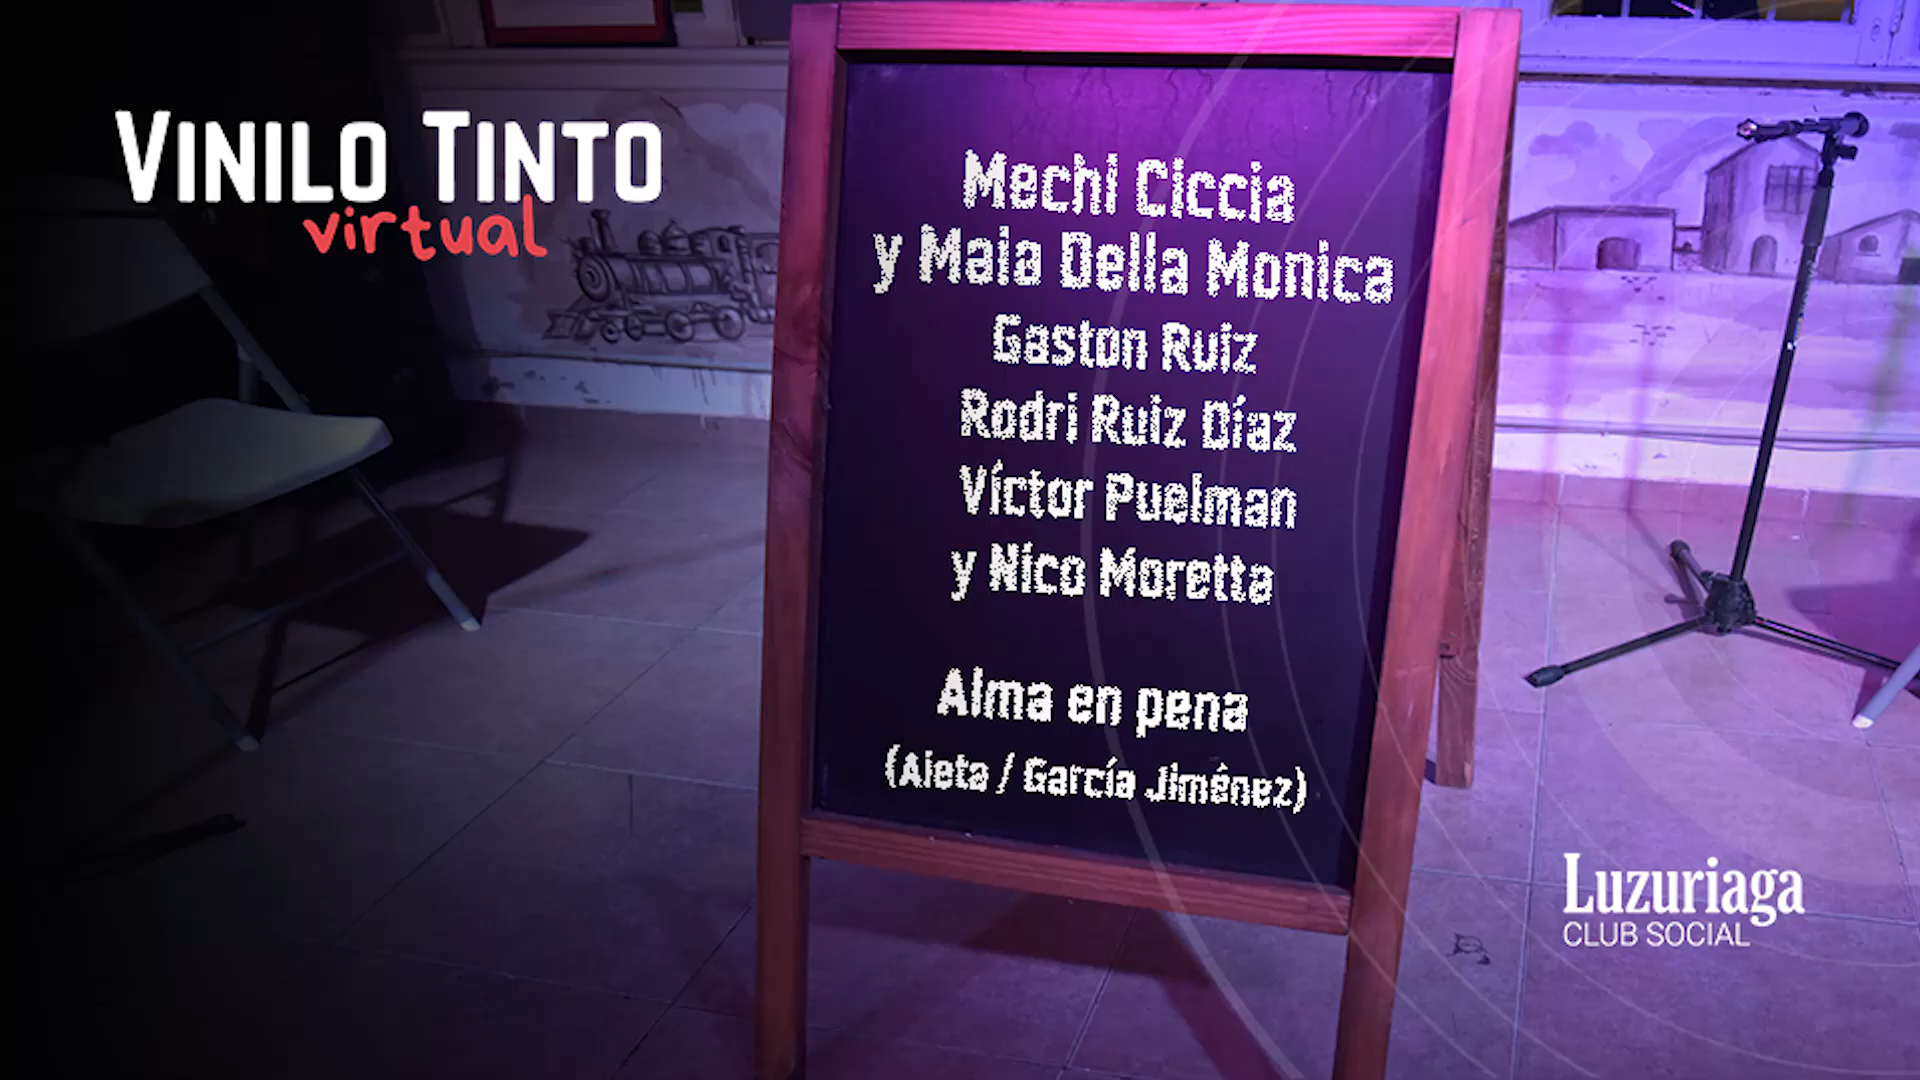 VINILO TINTO
virtual
Mechi Ciccia
y Maia Della Monica
Gaston Ruiz
Rodri Ruiz Díaz
Víctor Puelman
y Nico Moretta
Alma en pena
(Aieta / García Jiménez)
Luzuriaga
CLUB SOCIAL